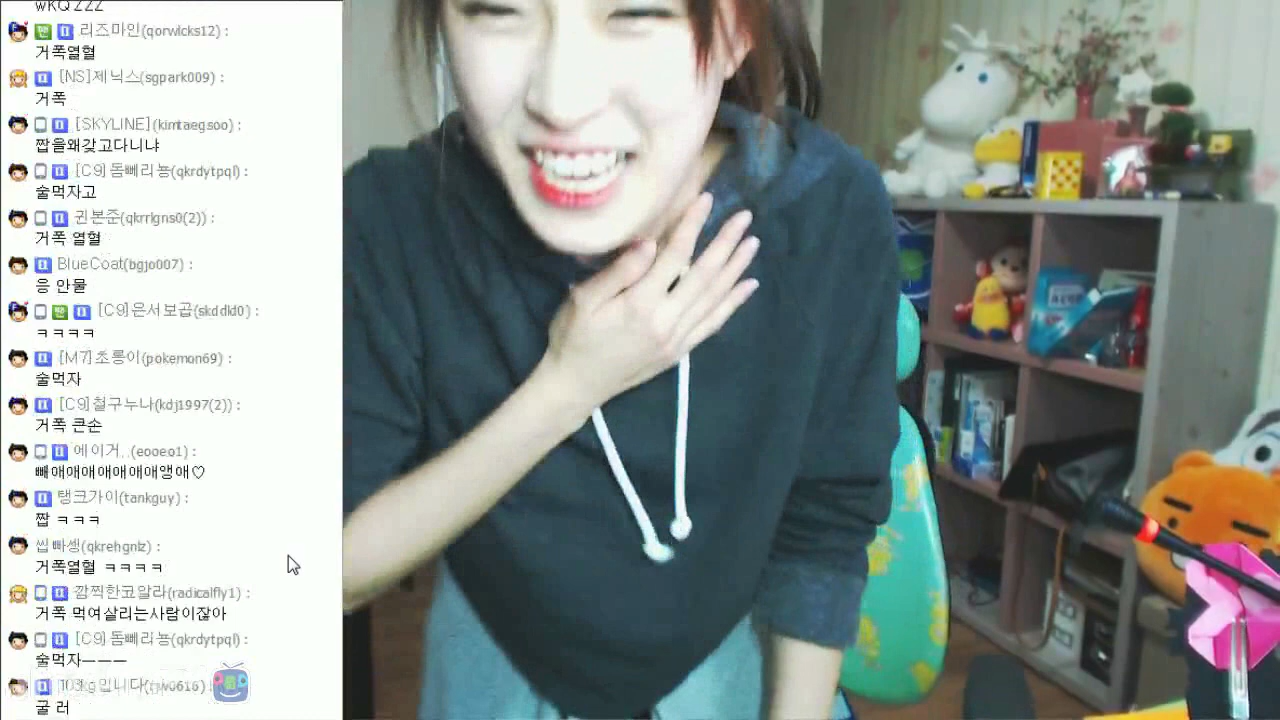 wKQ ZZZ
리즈마인(qorwlcks12) :
거폭열혈
[NS]제닉스(sgpark009) :
거폭
[SKYLINE](kimtaegsoo) :
짭을왜갖고다니냐
[C9]돔뻬리뇽(qkrdytpql) :
술먹자고
귄본준(qkrrlgns0(2)) :
거폭 열혈
BlueCoat(bgjo007) :
응 안물
[C9]은서보곱(skddld0) :
ㅋㅋㅋㅋ
[M7]초롱이(pokemon69) :
술먹자
[C9]철구누나(kdj1997(2)) :
거폭 큰손
에이거..(eooeo1) :
빼애애애애애애애앵애♡
탱크가이(tankguy) :
짭 ㅋㅋㅋ
씹빠셍(qkrehgnlz) :
거폭열혈 ㅋㅋㅋㅋ
깜찍한코알라(radicalfly1) :
거폭 먹여살리는사람이잖아
[C9]돔뻬리뇽(qkrdytpql) :
술먹자ㅡㅡㅡ
103kg입니다
굴 러